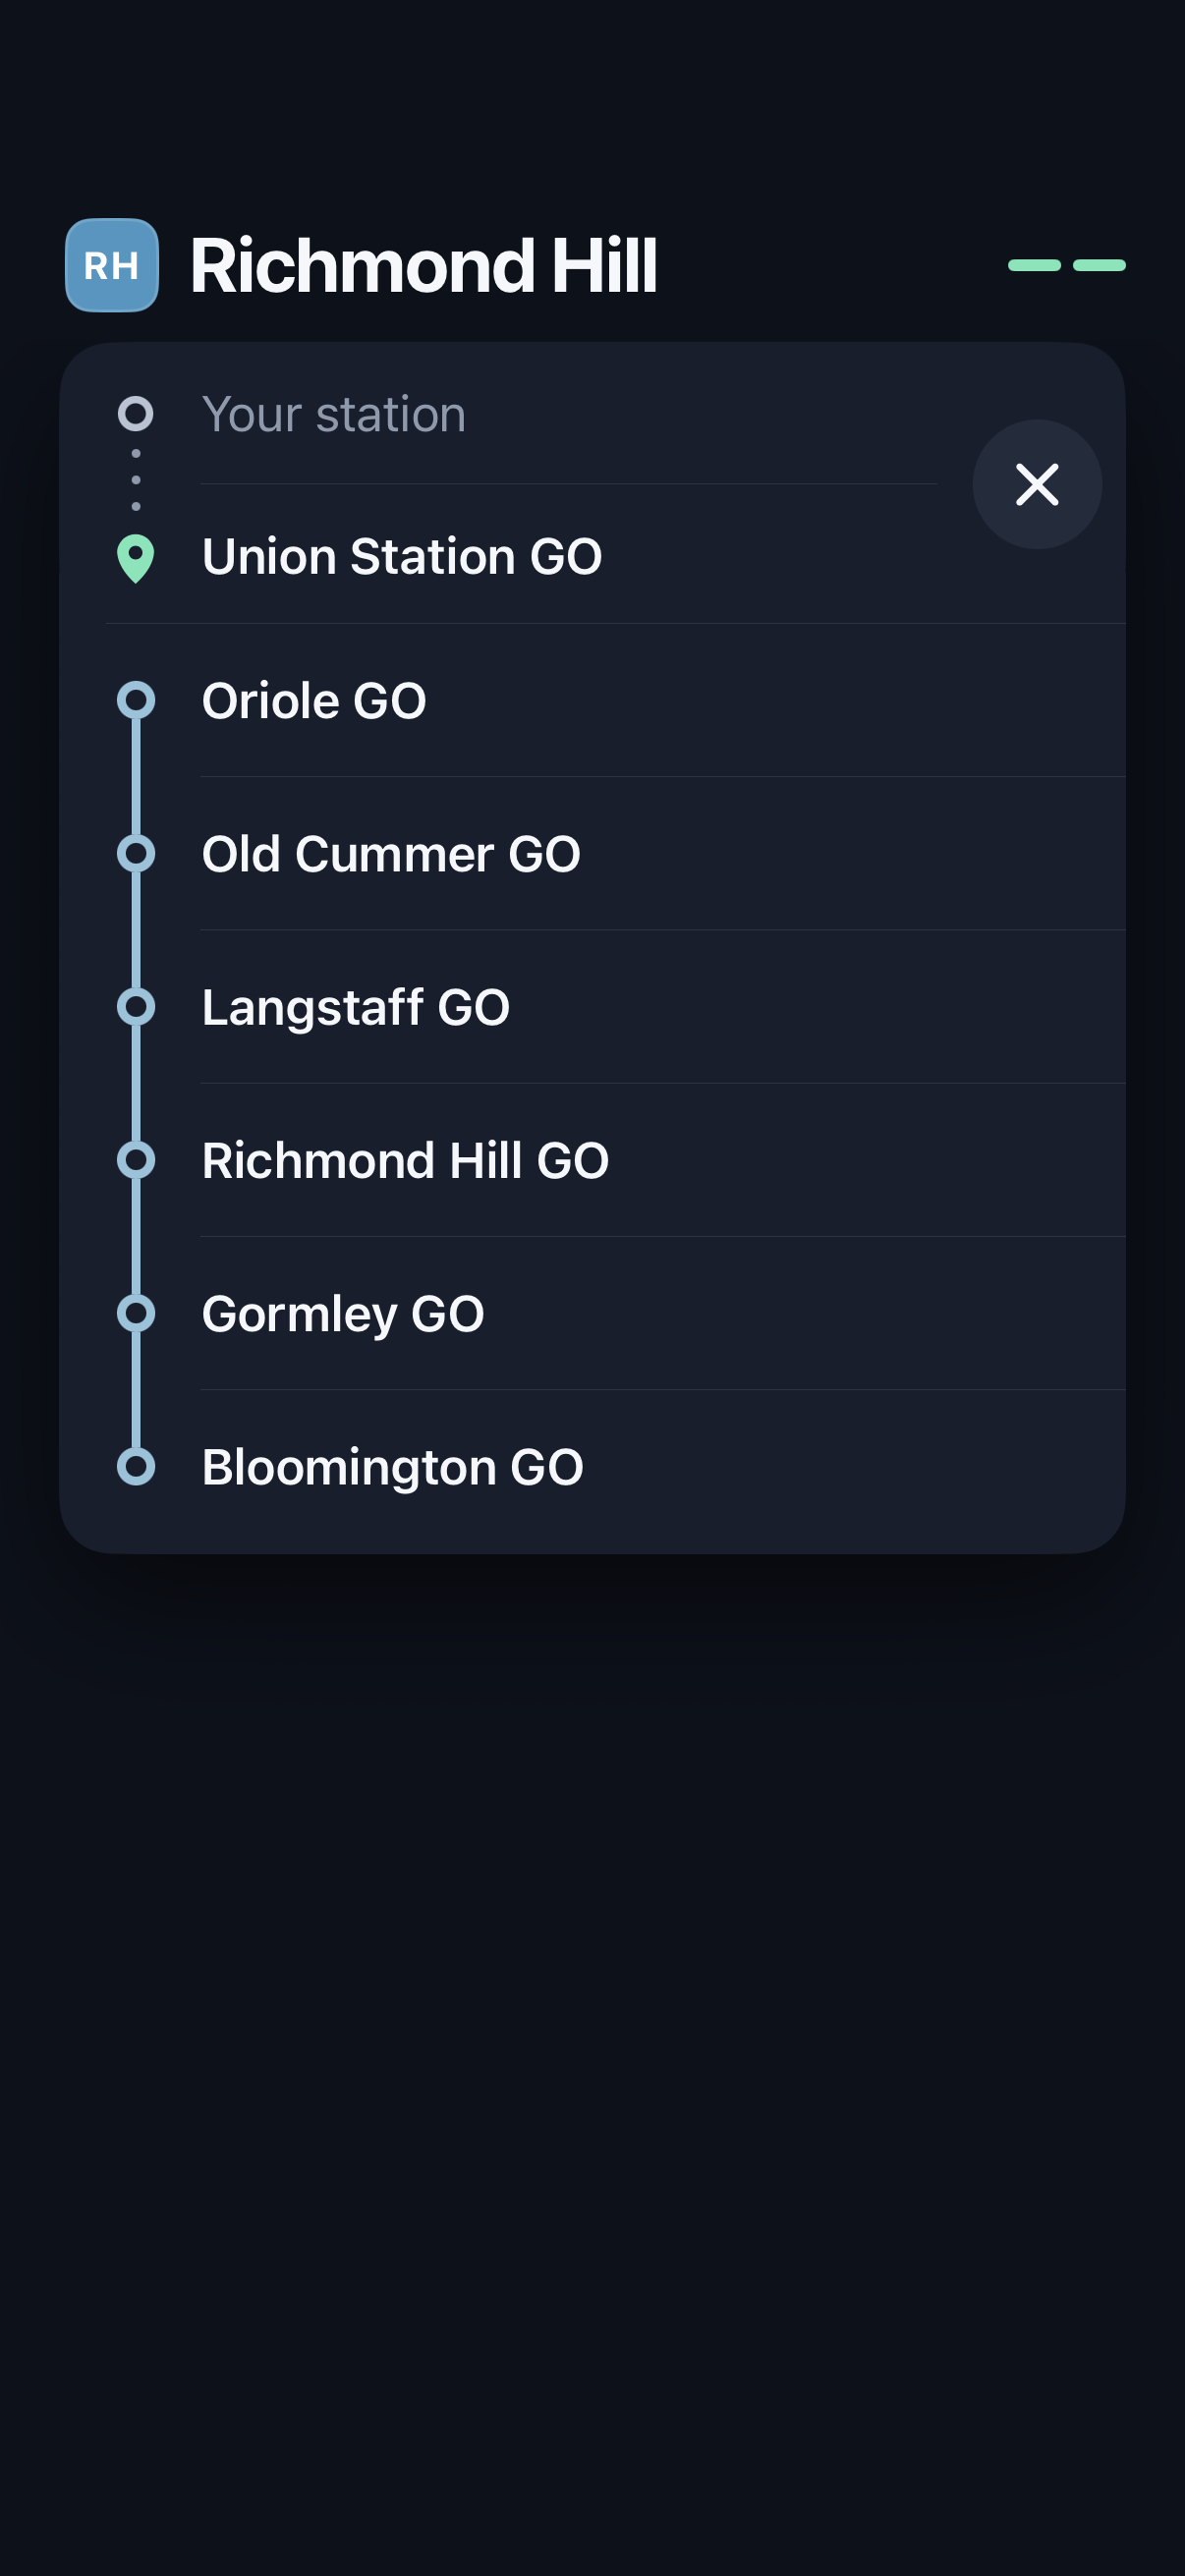 RH Richmond Hill
Your station
Union Station GO
Oriole GO
Old Cummer GO
Langstaff GO
Richmond Hill GO
Gormley GO
Bloomington GO